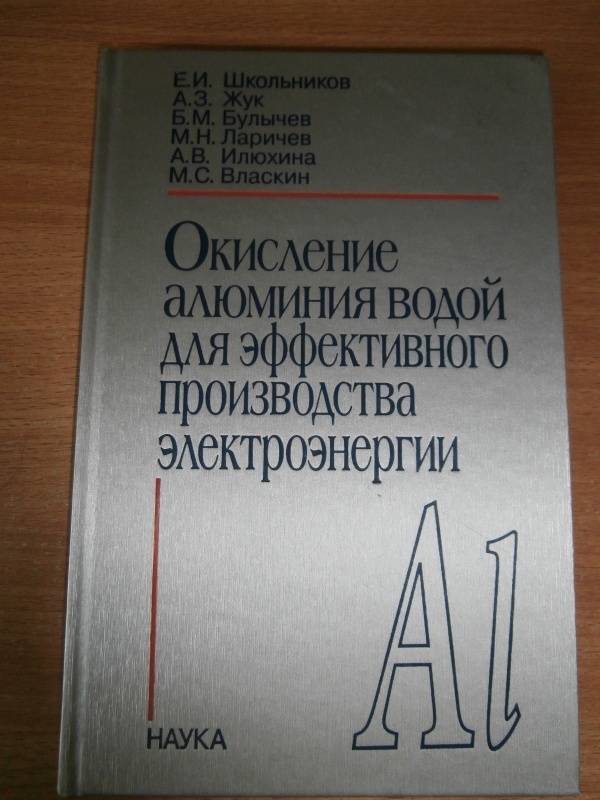 Е.И. Школьников
А.З. Жук
Б.М. Булычев
М.Н. Ларичев
А.В. Илюхина
М.С. Власкин
Окисление
алюминия водой
для эффективного
производства
электроэнергии
Al
НАУКА